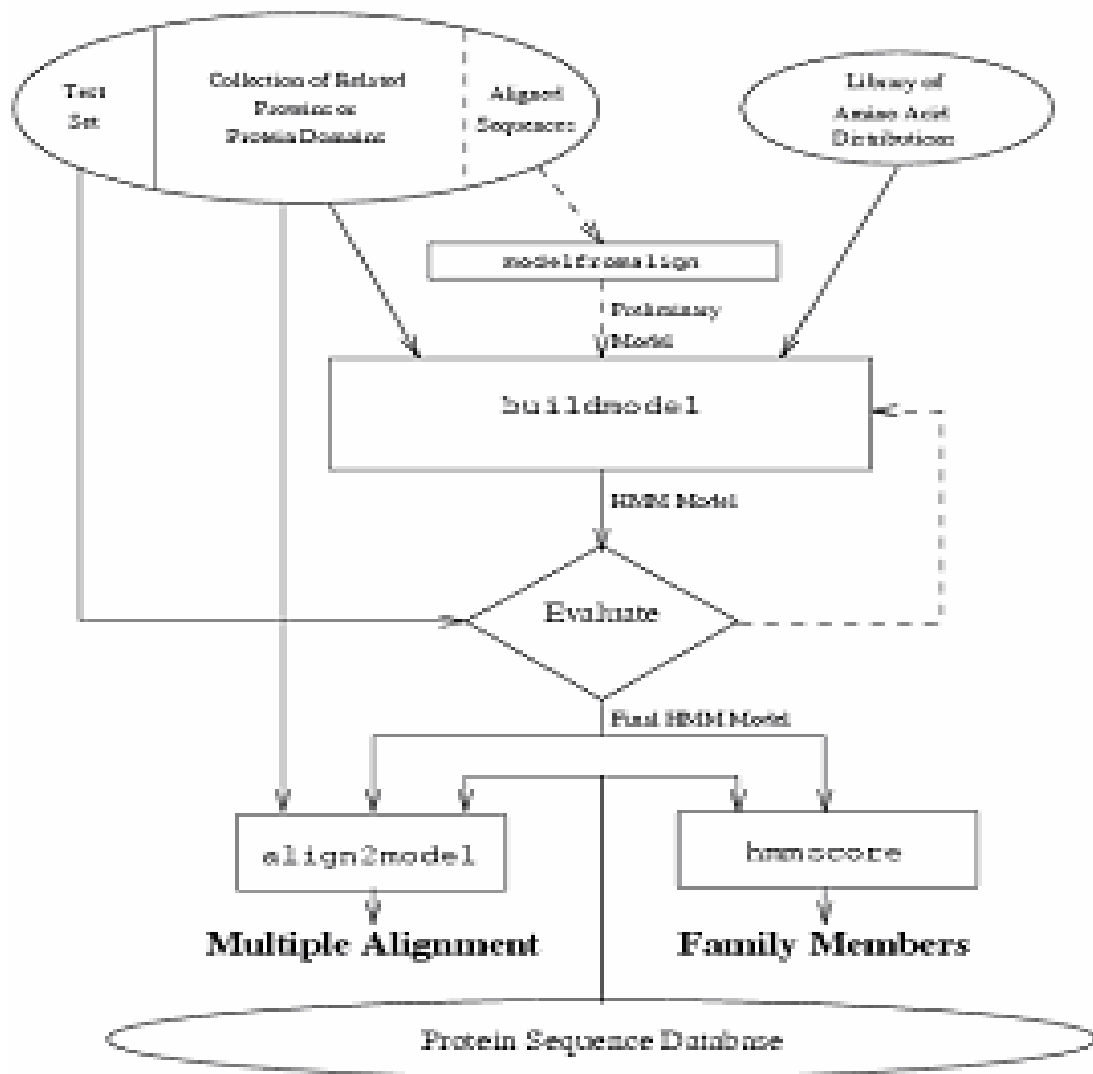 Test
Set
Collection of Related
Proteins or
Protein Domains
Aligned
Sequences
Library of
Amino Acid
Distributions
modelfromalign
Preliminary
Model
buildmodel
HMM Model
Evaluate
Final HMM Model
align2model
hmmscore
Multiple Alignment
Family Members
Protein Sequence Database